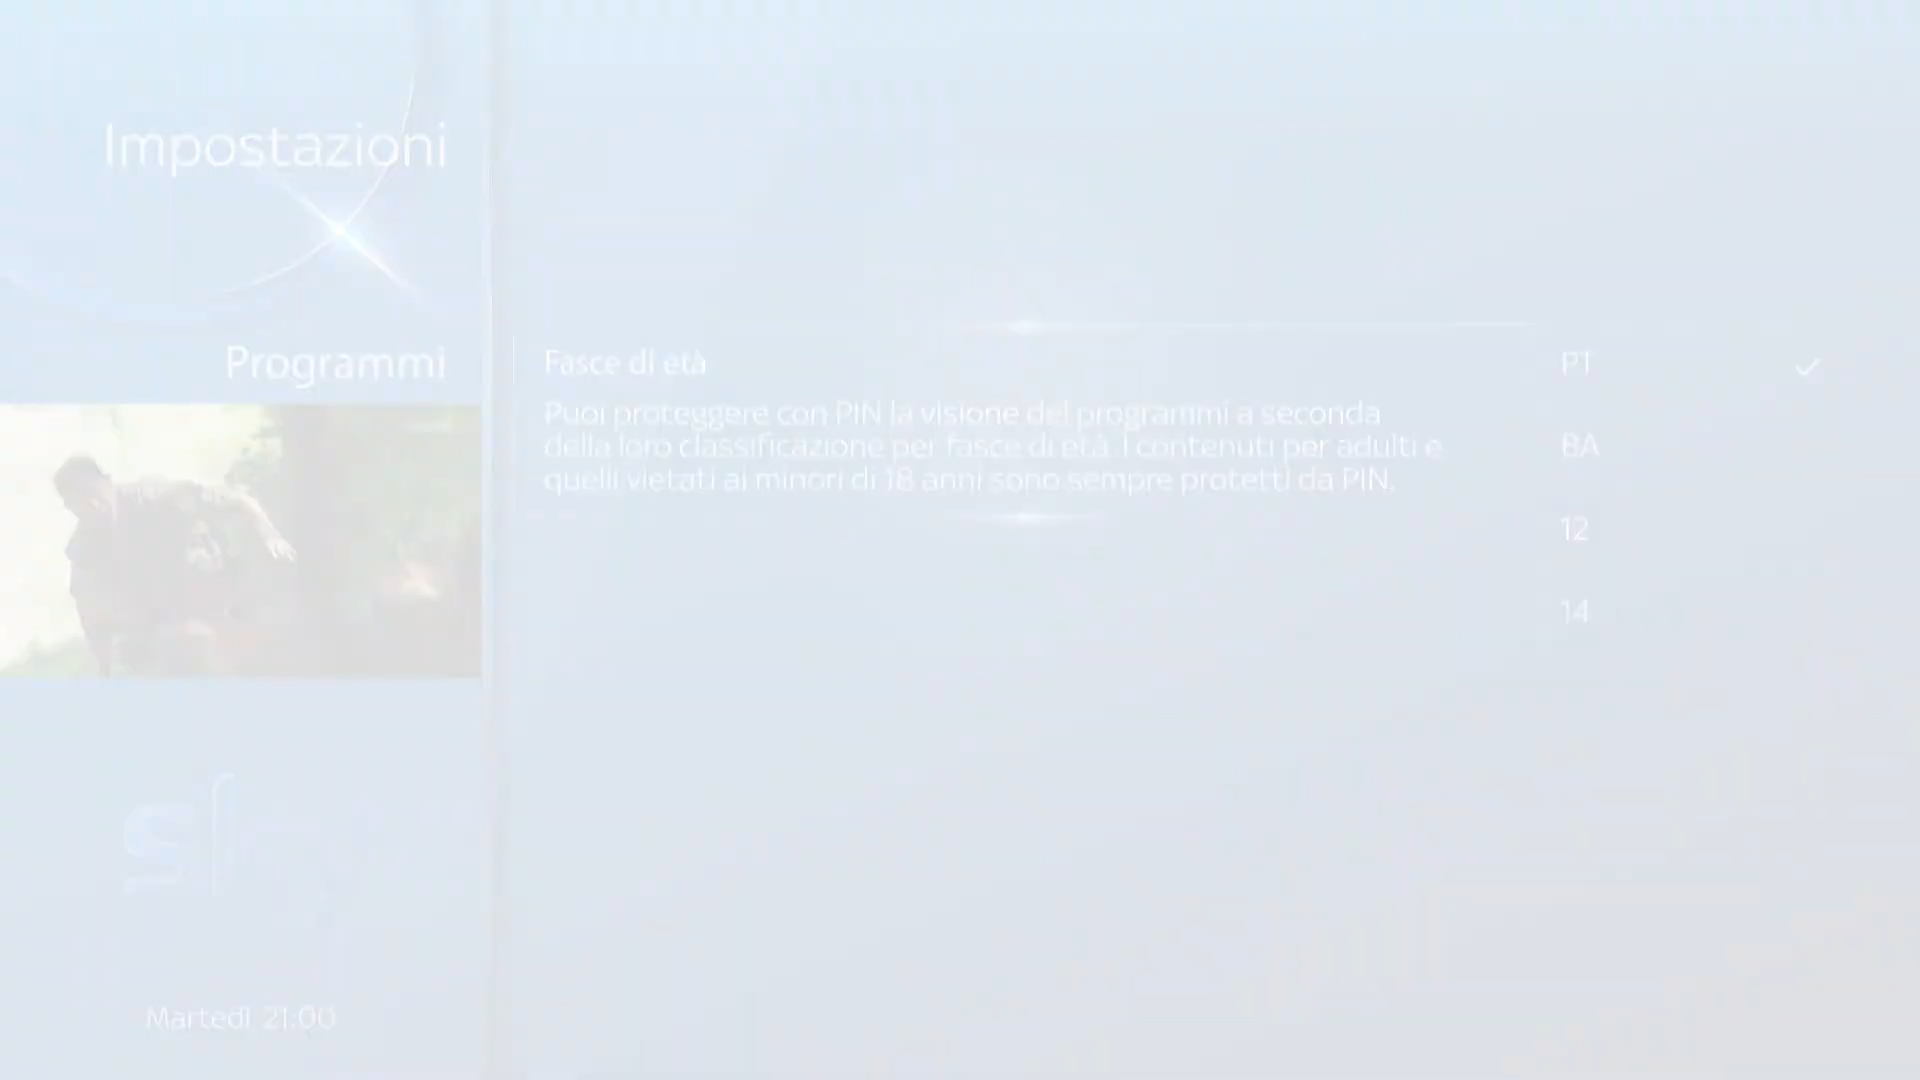 Impostazioni
Programmi
Fasce di età
PT
Puoi proteggere con PIN la visione dei programmi a seconda
della loro classificazione per fasce di età. I contenuti per adulti e
quelli vietati ai minori di 18 anni sono sempre protetti da PIN.
BA
12
14
sky
Martedì 21:00